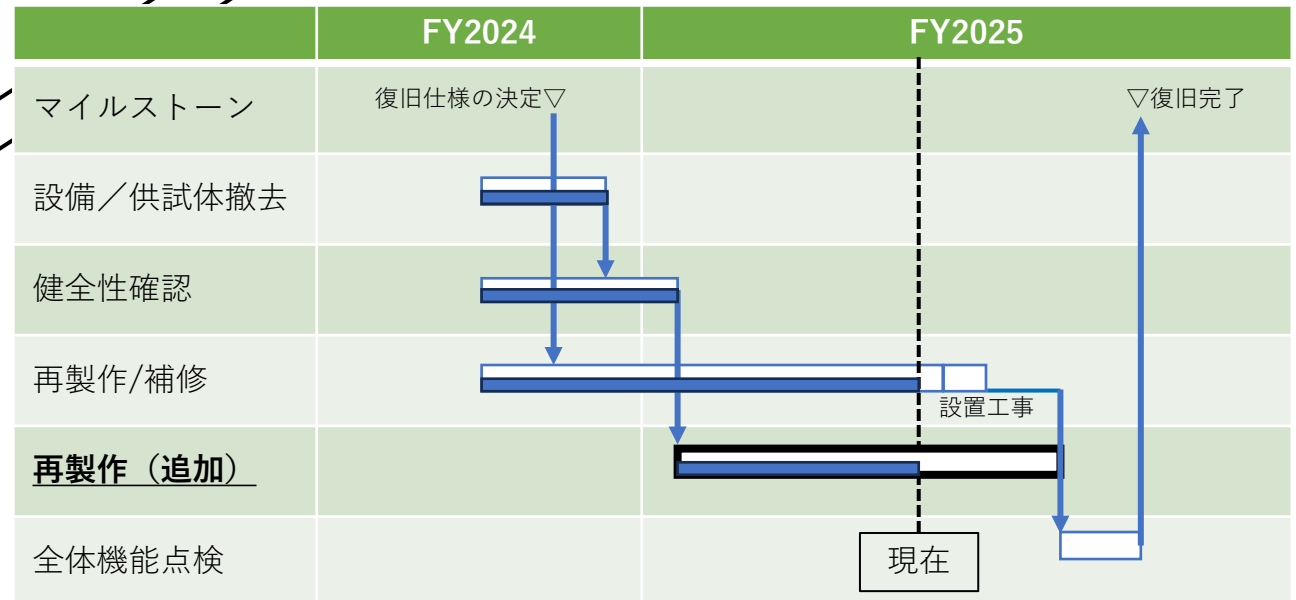 FY2024 FY2025
マイルストーン 復旧仕様の決定▽ ▽復旧完了
設備／供試体撤去
健全性確認
再製作/補修
設置工事
再製作（追加）
全体機能点検 現在